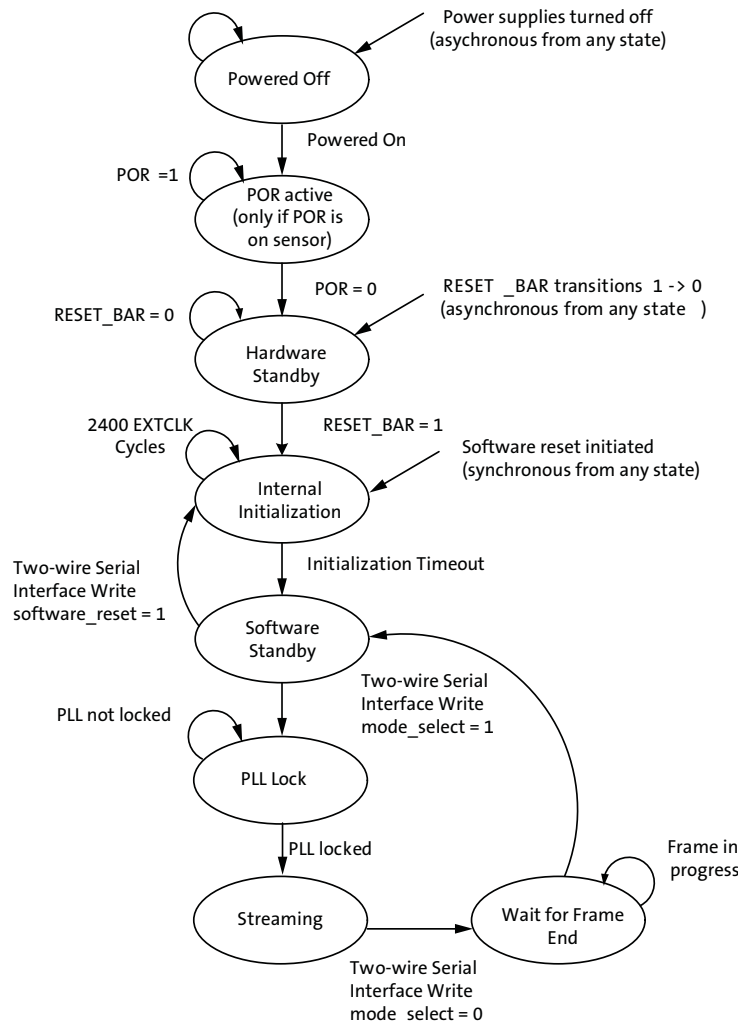 Power supplies turned off
(asychronous from any state)
Powered Off
Powered On
POR =1
POR active
(only if POR is
on sensor)
POR = 0
RESET _BAR transitions 1 -> 0
(asynchronous from any state )
RESET_BAR = 0
Hardware
Standby
2400 EXTCLK
Cycles
RESET_BAR = 1
Software reset initiated
(synchronous from any state)
Internal
Initialization
Two-wire Serial
Interface Write
software_reset = 1
Initialization Timeout
Software
Standby
Two-wire Serial
Interface Write
mode_select = 1
PLL not locked
PLL Lock
PLL locked
Frame in
progress
Streaming
Wait for Frame
End
Two-wire Serial
Interface Write
mode_select = 0